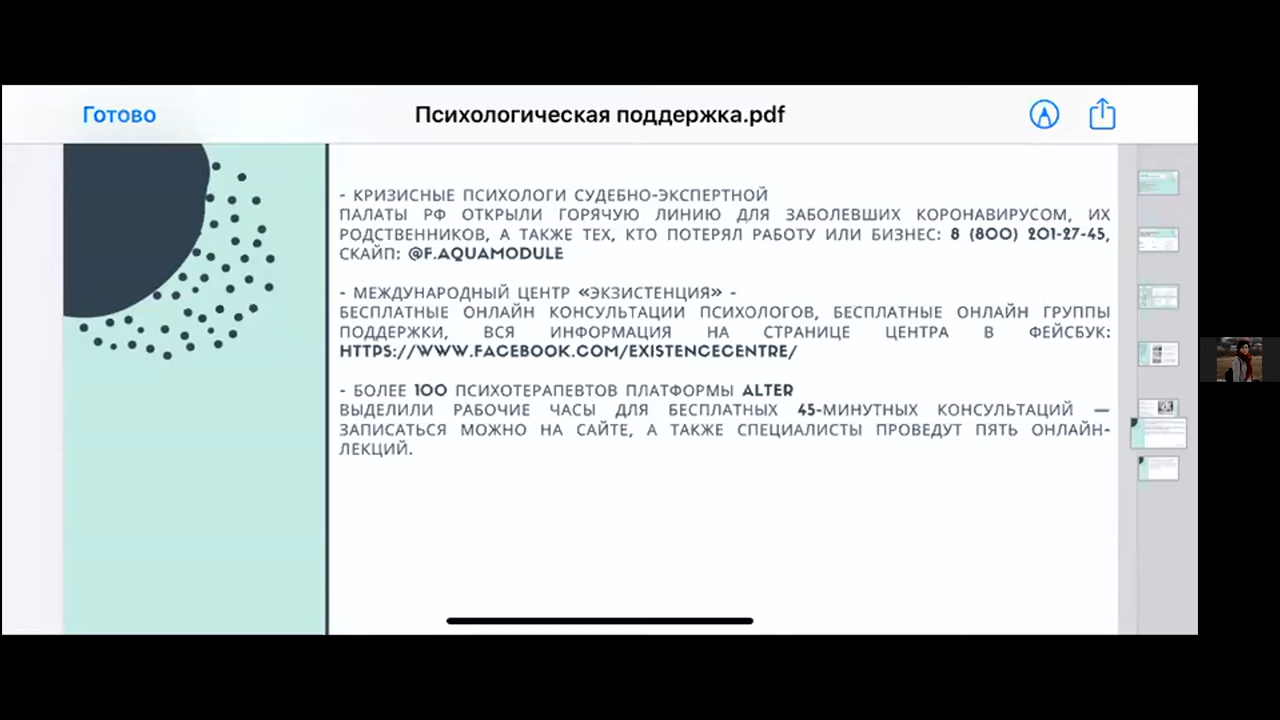 Готово
Психологическая поддержка.pdf
- КРИЗИСНЫЕ ПСИХОЛОГИ СУДЕБНО-ЭКСПЕРТНОЙ
ПАЛАТЫ РФ ОТКРЫЛИ ГОРЯЧУЮ ЛИНИЮ ДЛЯ ЗАБОЛЕВШИХ КОРОНАВИРУСОМ, ИХ
РОДСТВЕННИКОВ, А ТАКЖЕ ТЕХ, КТО ПОТЕРЯЛ РАБОТУ ИЛИ БИЗНЕС: 8 (800) 201-27-45,
СКАЙП: @F.AQUAMODULE
- МЕЖДУНАРОДНЫЙ ЦЕНТР «ЭКЗИСТЕНЦИЯ» -
БЕСПЛАТНЫЕ ОНЛАЙН КОНСУЛЬТАЦИИ ПСИХОЛОГОВ, БЕСПЛАТНЫЕ ОНЛАЙН ГРУППЫ
ПОДДЕРЖКИ, ВСЯ ИНФОРМАЦИЯ НА СТРАНИЦЕ ЦЕНТРА В ФЕЙСБУК:
HTTPS://WWW.FACEBOOK.COM/EXISTENCECENTRE/
- БОЛЕЕ 100 ПСИХОТЕРАПЕВТОВ ПЛАТФОРМЫ ALTER
ВЫДЕЛИЛИ РАБОЧИЕ ЧАСЫ ДЛЯ БЕСПЛАТНЫХ 45-МИНУТНЫХ КОНСУЛЬТАЦИЙ —
ЗАПИСАТЬСЯ МОЖНО НА САЙТЕ, А ТАКЖЕ СПЕЦИАЛИСТЫ ПРОВЕДУТ ПЯТЬ ОНЛАЙН-
ЛЕКЦИЙ.